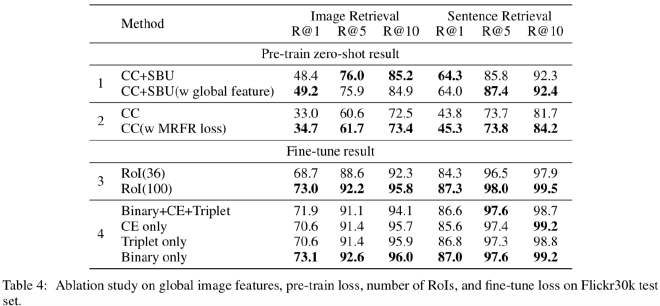 Method Image Retrieval Sentence Retrieval
R@1 R@5 R@10 R@1 R@5 R@10
Pre-train zero-shot result
1 CC+SBU 48.4 76.0 85.2 64.3 85.8 92.3
CC+SBU(w global feature) 49.2 75.9 84.9 64.0 87.4 92.4
2 CC 33.0 60.6 72.5 43.8 73.7 81.7
CC(w MRFR loss) 34.7 61.7 73.4 45.3 73.8 84.2
Fine-tune result
3 RoI(36) 68.7 88.6 92.3 84.3 96.5 97.9
RoI(100) 73.0 92.2 95.8 87.3 98.0 99.5
4 Binary+CE+Triplet 71.9 91.1 94.1 86.6 97.6 98.7
CE only 70.6 91.4 95.7 85.6 97.4 99.2
Triplet only 70.6 91.4 95.9 86.8 97.3 98.8
Binary only 73.1 92.6 96.0 87.0 97.6 99.2
Table 4: Ablation study on global image features, pre-train loss, number of RoIs, and fine-tune loss on Flickr30k test
set.